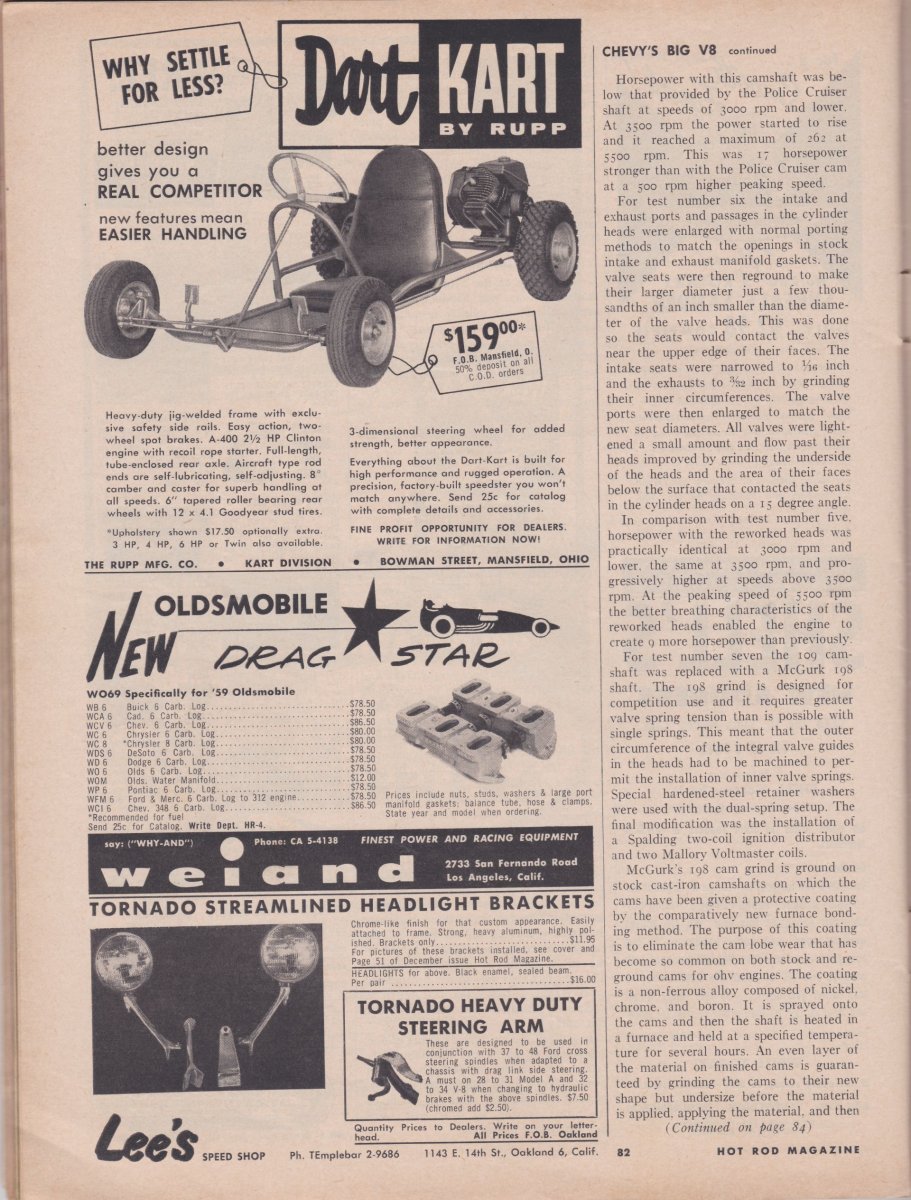 WHY SETTLE
FOR LESS?
Dart KART
BY RUPP
better design
gives you a
REAL COMPETITOR
new features mean
EASIER HANDLING
$159.00*
F.O.B. Mansfield, O.
50% deposit on all
C.O.D. orders
Heavy-duty jig-welded frame with exclu-
sive safety side rails. Easy action, two-
wheel spot brakes. A-400 2½ HP Clinton
engine with recoil rope starter. Full-length,
tube-enclosed rear axle. Aircraft type rod
ends are self-lubricating, self-adjusting. 8°
camber and caster for superb handling at
all speeds. 6" tapered roller bearing rear
wheels with 12 x 4.1 Goodyear stud tires.
*Upholstery shown $17.50 optionally extra.
3 HP, 4 HP, 6 HP or Twin also available.
3-dimensional steering wheel for added
strength, better appearance.
Everything about the Dart-Kart is built for
high performance and rugged operation. A
precision, factory-built speedster you won't
match anywhere. Send 25c for catalog
with complete details and accessories.
FINE PROFIT OPPORTUNITY FOR DEALERS.
WRITE FOR INFORMATION NOW!
THE RUPP MFG. CO. • KART DIVISION • BOWMAN STREET, MANSFIELD, OHIO
OLDSMOBILE
NEW DRAG STAR
WO69 Specifically for '59 Oldsmobile
WB 6 Buick 6 Carb. Log $78.50
WCA 6 Cad. 6 Carb. Log $78.50
WCV 6 Chev. 6 Carb. Log $86.50
WC 6 Chrysler 6 Carb. Log $80.00
WC 8 *Chrysler 8 Carb. Log $80.00
WDS 6 DeSoto 6 Carb. Log $78.50
WD 6 Dodge 6 Carb. Log $78.50
WO 6 Olds 6 Carb. Log $78.50
WOM Olds. Water Manifold $12.00
WP 6 Pontiac 6 Carb. Log $78.50
WFM 6 Ford & Merc. 6 Carb. Log to 312 engine $78.50
WCI 6 Chev. 348 6 Carb. Log $86.50
*Recommended for fuel
Send 25c for Catalog. Write Dept. HR-4.
Prices include nuts, studs, washers & large port
manifold gaskets; balance tube, hose & clamps.
State year and model when ordering.
say: ("WHY-AND") Phone: CA 5-4138 FINEST POWER AND RACING EQUIPMENT
weiand
2733 San Fernando Road
Los Angeles, Calif.
TORNADO STREAMLINED HEADLIGHT BRACKETS
Chrome-like finish for that custom appearance. Easily
attached to frame. Strong, heavy aluminum, highly pol-
ished. Brackets only $11.95
For pictures of these brackets installed, see cover and
Page 51 of December issue Hot Rod Magazine.
HEADLIGHTS for above. Black enamel, sealed beam.
Per pair $16.00
TORNADO HEAVY DUTY
STEERING ARM
These are designed to be used in
conjunction with 37 to 48 Ford cross
steering spindles when adapted to a
chassis with drag link side steering.
A must on 28 to 31 Model A and 32
to 34 V-8 when changing to hydraulic
brakes with the above spindles. $7.50
(chromed add $2.50).
Quantity Prices to Dealers. Write on your letter-
head. All Prices F.O.B. Oakland
Lee's SPEED SHOP Ph. TEmplebar 2-9686 1143 E. 14th St., Oakland 6, Calif.
CHEVY'S BIG V8 continued
Horsepower with this camshaft was be-
low that provided by the Police Cruiser
shaft at speeds of 3000 rpm and lower.
At 3500 rpm the power started to rise
and it reached a maximum of 262 at
5500 rpm. This was 17 horsepower
stronger than with the Police Cruiser cam
at a 500 rpm higher peaking speed.
For test number six the intake and
exhaust ports and passages in the cylinder
heads were enlarged with normal porting
methods to match the openings in stock
intake and exhaust manifold gaskets. The
valve seats were then reground to make
their larger diameter just a few thou-
sandths of an inch smaller than the diame-
ter of the valve heads. This was done
so the seats would contact the valves
near the upper edge of their faces. The
intake seats were narrowed to 1/16 inch
and the exhausts to 3/32 inch by grinding
their inner circumferences. The valve
ports were then enlarged to match the
new seat diameters. All valves were light-
ened a small amount and flow past their
heads improved by grinding the underside
of the heads and the area of their faces
below the surface that contacted the seats
in the cylinder heads on a 15 degree angle.
In comparison with test number five,
horsepower with the reworked heads was
practically identical at 3000 rpm and
lower, the same at 3500 rpm, and pro-
gressively higher at speeds above 3500
rpm. At the peaking speed of 5500 rpm
the better breathing characteristics of the
reworked heads enabled the engine to
create 9 more horsepower than previously.
For test number seven the 109 cam-
shaft was replaced with a McGurk 198
shaft. The 198 grind is designed for
competition use and it requires greater
valve spring tension than is possible with
single springs. This meant that the outer
circumference of the integral valve guides
in the heads had to be machined to per-
mit the installation of inner valve springs.
Special hardened-steel retainer washers
were used with the dual-spring setup. The
final modification was the installation of
a Spalding two-coil ignition distributor
and two Mallory Voltmaster coils.
McGurk's 198 cam grind is ground on
stock cast-iron camshafts on which the
cams have been given a protective coating
by the comparatively new furnace bond-
ing method. The purpose of this coating
is to eliminate the cam lobe wear that has
become so common on both stock and re-
ground cams for ohv engines. The coating
is a non-ferrous alloy composed of nickel,
chrome, and boron. It is sprayed onto
the cams and then the shaft is heated in
a furnace and held at a specified tempera-
ture for several hours. An even layer of
the material on finished cams is guaran-
teed by grinding the cams to their new
shape but undersize before the material
is applied, applying the material, and then
(Continued on page 84)
82 HOT ROD MAGAZINE